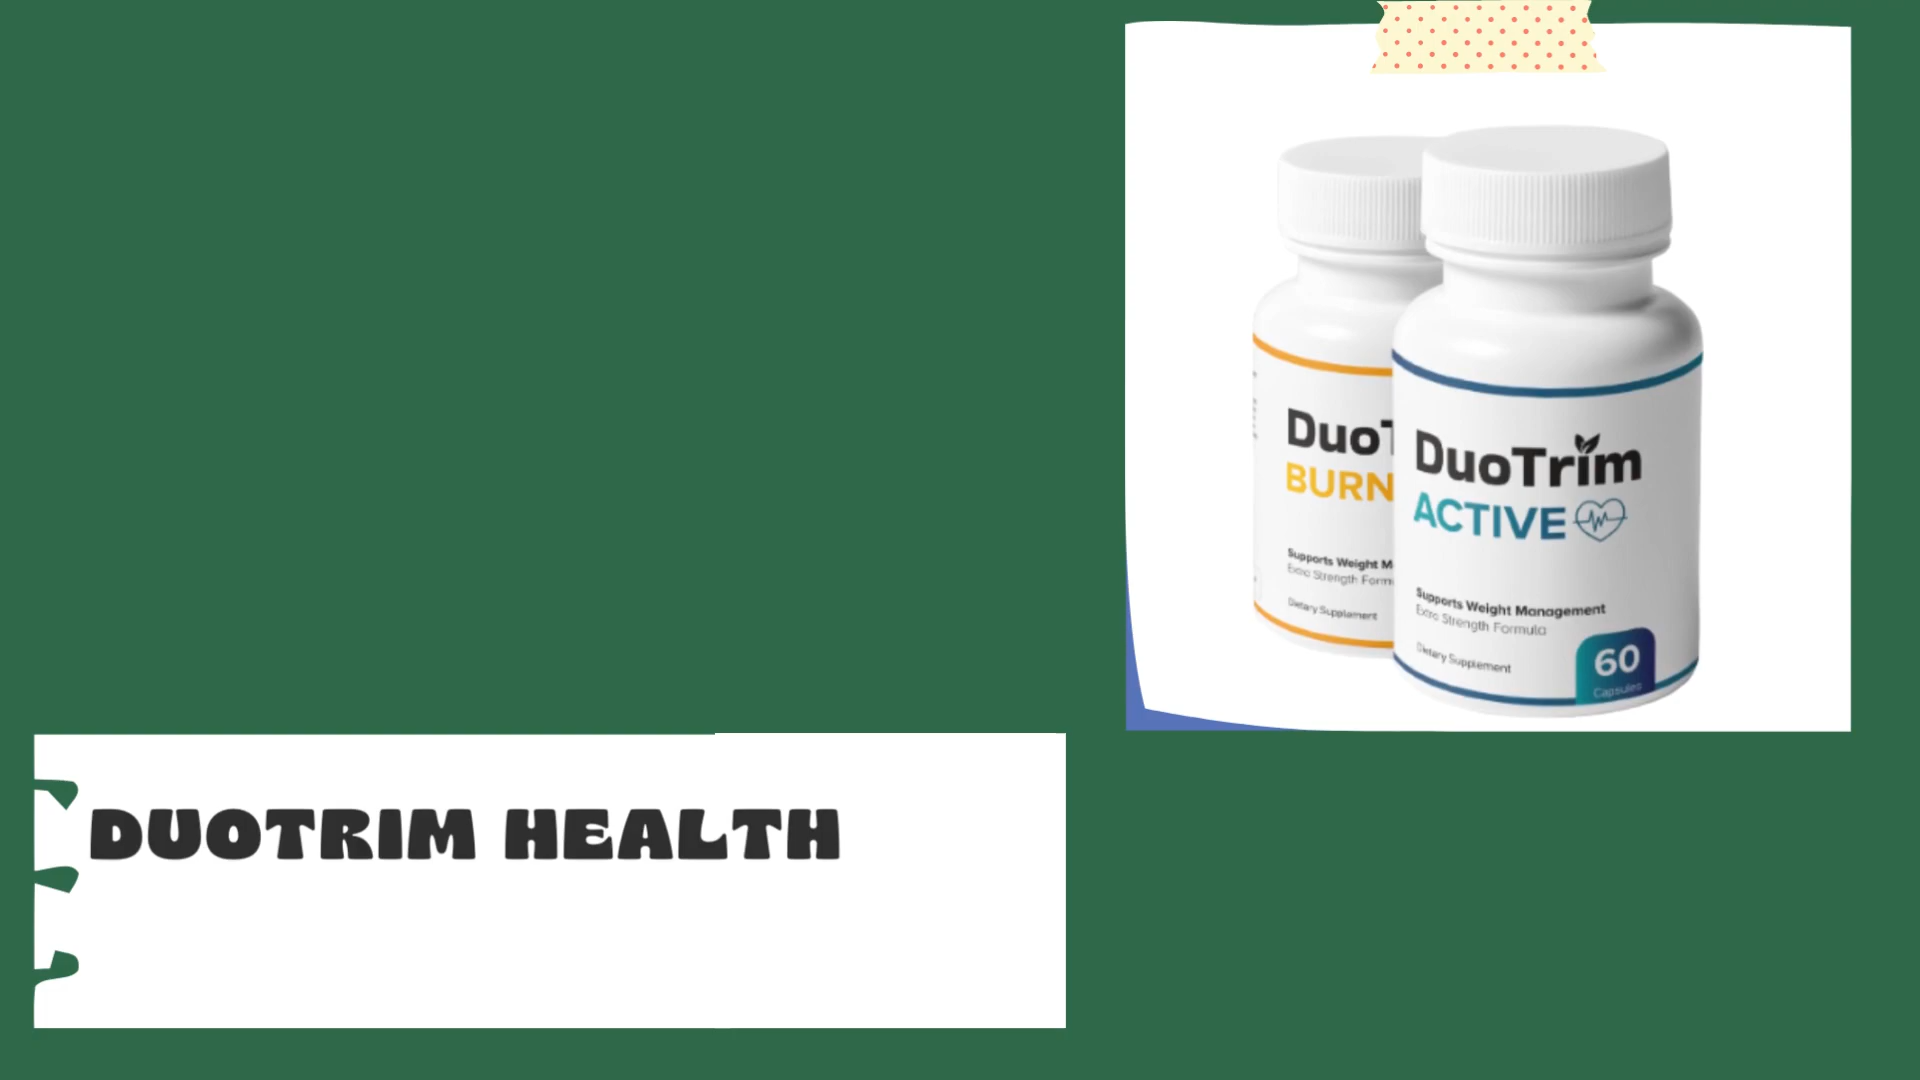 DuoT
BURN
Supports Weight M
Extra Strength Form
Dietary Supplement
DuoTrim
ACTIVE
Supports Weight Management
Extra Strength Formula
Dietary Supplement
60
Capsules
DUOTRIM HEALTH